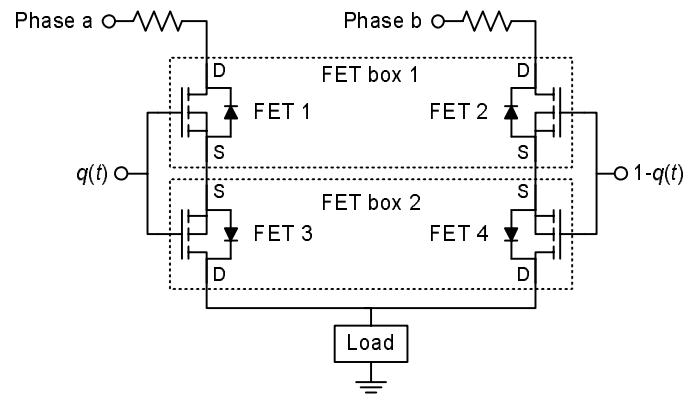 Phase a
Phase b
D
FET box 1
D
FET 1
FET 2
S
S
q(t)
1-q(t)
S
FET box 2
S
FET 3
FET 4
D
D
Load